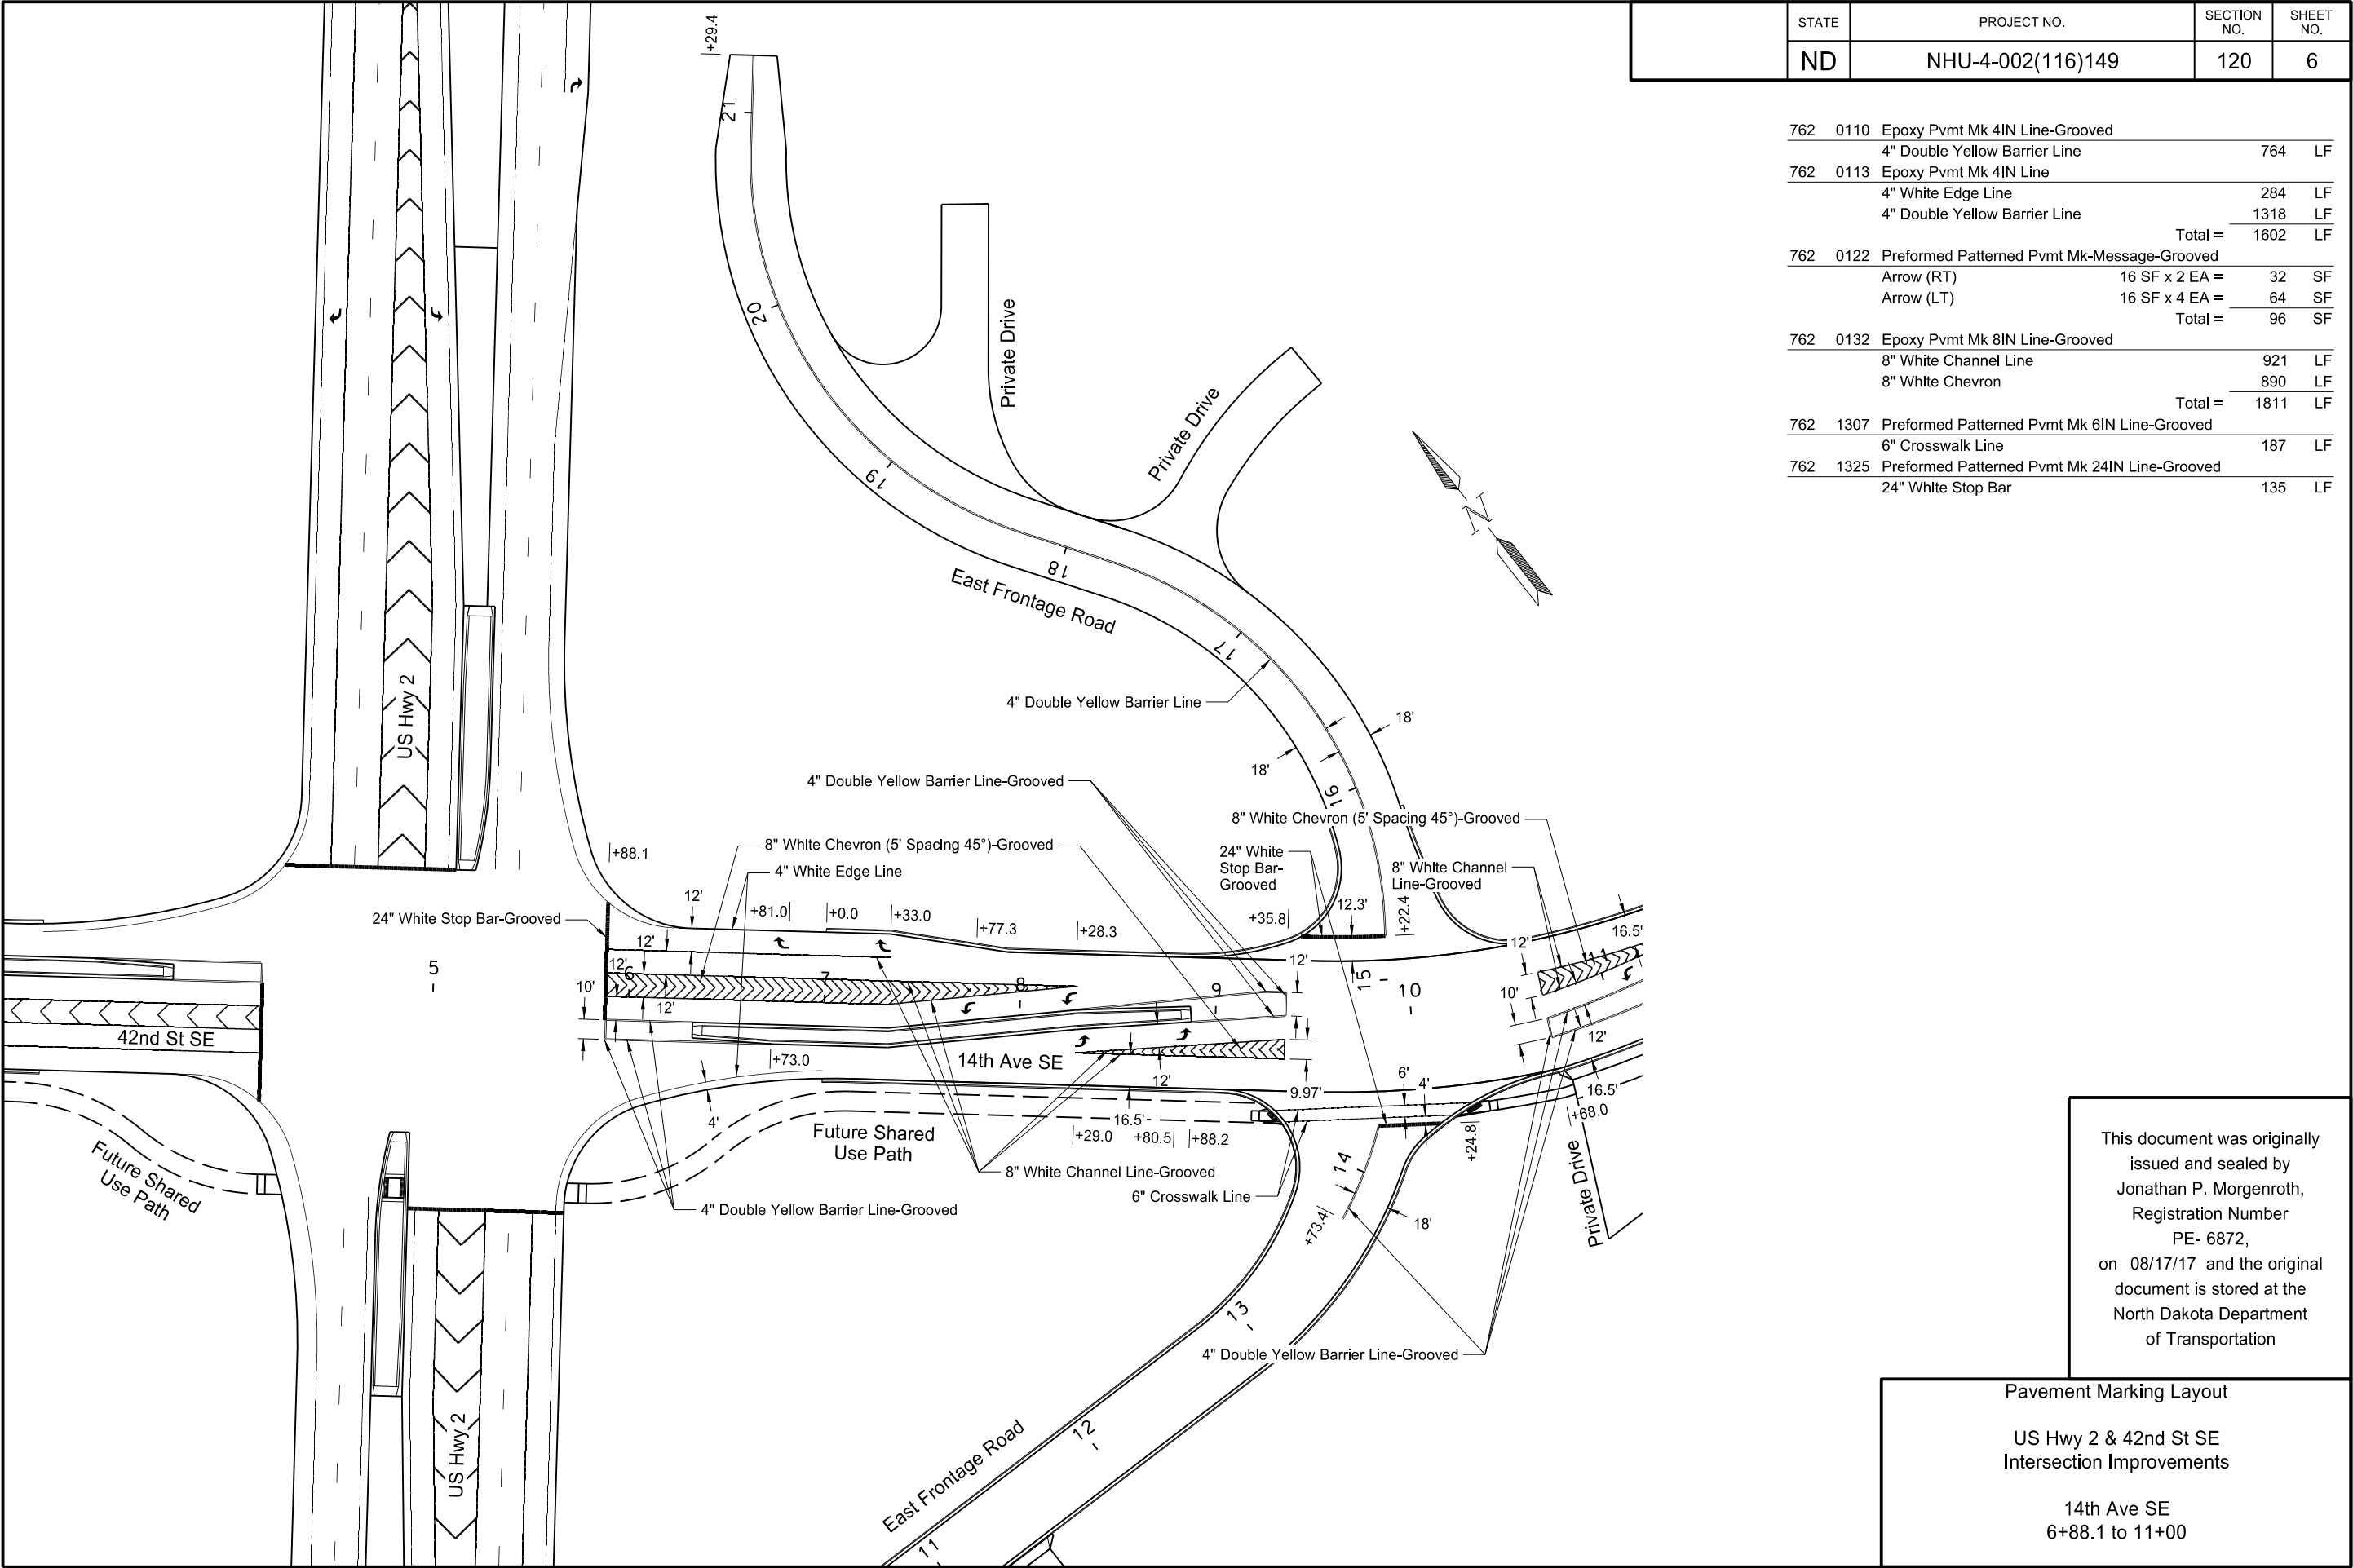 STATE PROJECT NO. SECTION NO. SHEET NO.
ND NHU-4-002(116)149 120 6
762 0110 Epoxy Pvmt Mk 4IN Line-Grooved
4" Double Yellow Barrier Line 764 LF
762 0113 Epoxy Pvmt Mk 4IN Line
4" White Edge Line 284 LF
4" Double Yellow Barrier Line 1318 LF
Total = 1602 LF
762 0122 Preformed Patterned Pvmt Mk-Message-Grooved
Arrow (RT) 16 SF x 2 EA = 32 SF
Arrow (LT) 16 SF x 4 EA = 64 SF
Total = 96 SF
762 0132 Epoxy Pvmt Mk 8IN Line-Grooved
8" White Channel Line 921 LF
8" White Chevron 890 LF
Total = 1811 LF
762 1307 Preformed Patterned Pvmt Mk 6IN Line-Grooved
6" Crosswalk Line 187 LF
762 1325 Preformed Patterned Pvmt Mk 24IN Line-Grooved
24" White Stop Bar 135 LF
+29.4
21
20
19
18
17
16
Private Drive
Private Drive
N
East Frontage Road
US Hwy 2
4" Double Yellow Barrier Line
18'
18'
4" Double Yellow Barrier Line-Grooved
8" White Chevron (5' Spacing 45°)-Grooved
8" White Chevron (5' Spacing 45°)-Grooved
+88.1
24" White
Stop Bar-
Grooved
8" White Channel
Line-Grooved
4" White Edge Line
12'
+81.0
+0.0
+33.0
+77.3
+28.3
+35.8
12.3'
+22.4
24" White Stop Bar-Grooved
12'
12'
16.5'
12'
12'
10'
12'
10'
12'
5
6
7
8
9
15
10
11
42nd St SE
14th Ave SE
+73.0
12'
9.97'
6'
4'
16.5'
+68.0
4'
16.5'
Future Shared
Use Path
+29.0
+80.5
+88.2
+24.8
Future Shared
Use Path
8" White Channel Line-Grooved
6" Crosswalk Line
4" Double Yellow Barrier Line-Grooved
14
+73.4
18'
Private Drive
13
4" Double Yellow Barrier Line-Grooved
12
East Frontage Road
11
US Hwy 2
This document was originally
issued and sealed by
Jonathan P. Morgenroth,
Registration Number
PE- 6872,
on 08/17/17 and the original
document is stored at the
North Dakota Department
of Transportation
Pavement Marking Layout
US Hwy 2 & 42nd St SE
Intersection Improvements
14th Ave SE
6+88.1 to 11+00